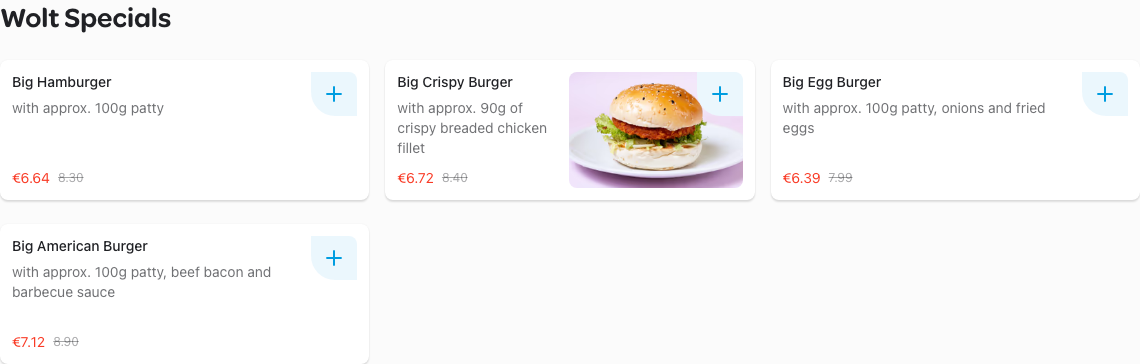 Wolt Specials
Big Hamburger
with approx. 100g patty
€6.64 8.30
Big Crispy Burger
with approx. 90g of
crispy breaded chicken
fillet
€6.72 8.40
Big Egg Burger
with approx. 100g patty, onions and fried
eggs
€6.39 7.99
Big American Burger
with approx. 100g patty, beef bacon and
barbecue sauce
€7.12 8.90